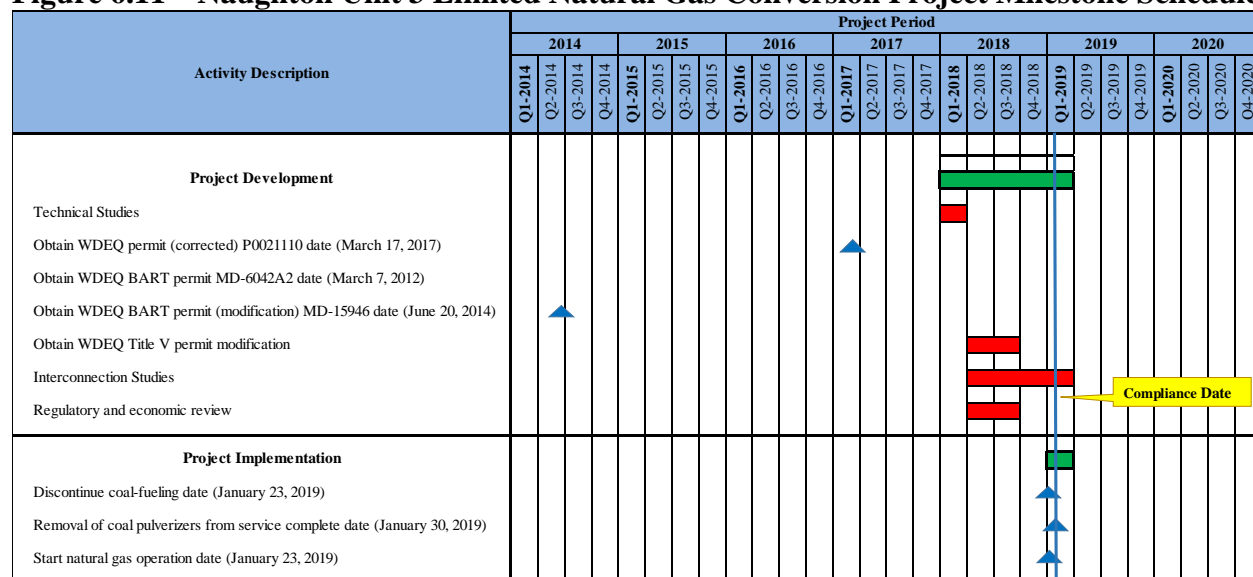 Figure 6.11 – Naughton Unit 3 Limited Natural Gas Conversion Project Milestone Schedule
Project Period
Activity Description
2014 2015 2016 2017 2018 2019 2020
Q1-2014 Q2-2014 Q3-2014 Q4-2014 Q1-2015 Q2-2015 Q3-2015 Q4-2015 Q1-2016 Q2-2016 Q3-2016 Q4-2016 Q1-2017 Q2-2017 Q3-2017 Q4-2017 Q1-2018 Q2-2018 Q3-2018 Q4-2018 Q1-2019 Q2-2019 Q3-2019 Q4-2019 Q1-2020 Q2-2020 Q3-2020 Q4-2020
Project Development
Technical Studies
Obtain WDEQ permit (corrected) P0021110 date (March 17, 2017)
Obtain WDEQ BART permit MD-6042A2 date (March 7, 2012)
Obtain WDEQ BART permit (modification) MD-15946 date (June 20, 2014)
Obtain WDEQ Title V permit modification
Interconnection Studies
Compliance Date
Regulatory and economic review
Project Implementation
Discontinue coal-fueling date (January 23, 2019)
Removal of coal pulverizers from service complete date (January 30, 2019)
Start natural gas operation date (January 23, 2019)